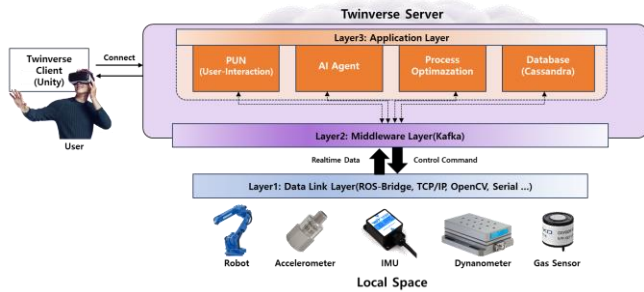 Twinverse Server
Layer3: Application Layer
Twinverse
Client
(Unity)
Connect
User
PUN
(User-Interaction)
AI Agent
Process
Optimazation
Database
(Cassandra)
Layer2: Middleware Layer(Kafka)
Realtime Data
Control Command
Layer1: Data Link Layer(ROS-Bridge, TCP/IP, OpenCV, Serial ...)
Robot
Accelerometer
IMU
Dynanometer
Gas Sensor
Local Space